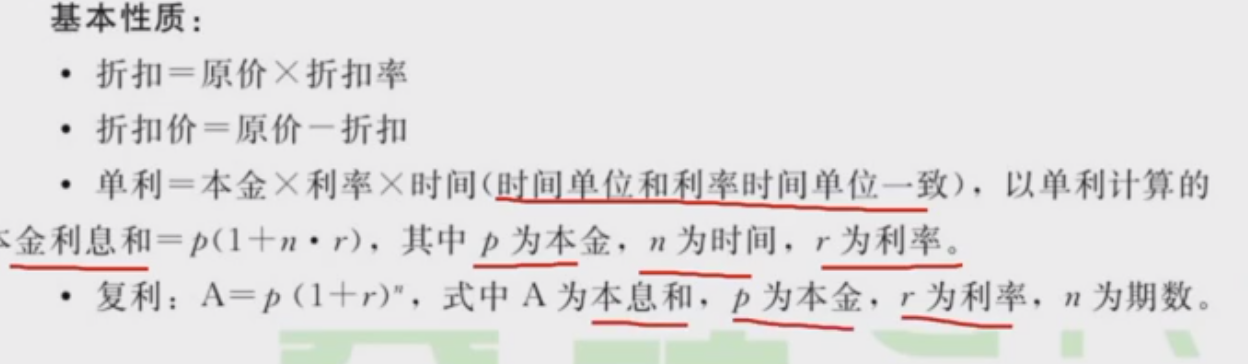 基本性质：
• 折扣＝原价×折扣率
• 折扣价＝原价－折扣
• 单利＝本金×利率×时间(时间单位和利率时间单位一致)，以单利计算的
本金利息和＝p(1＋n·r)，其中 p 为本金，n 为时间，r 为利率。
• 复利：A＝p (1＋r)ⁿ，式中 A 为本息和，p 为本金，r 为利率，n 为期数。